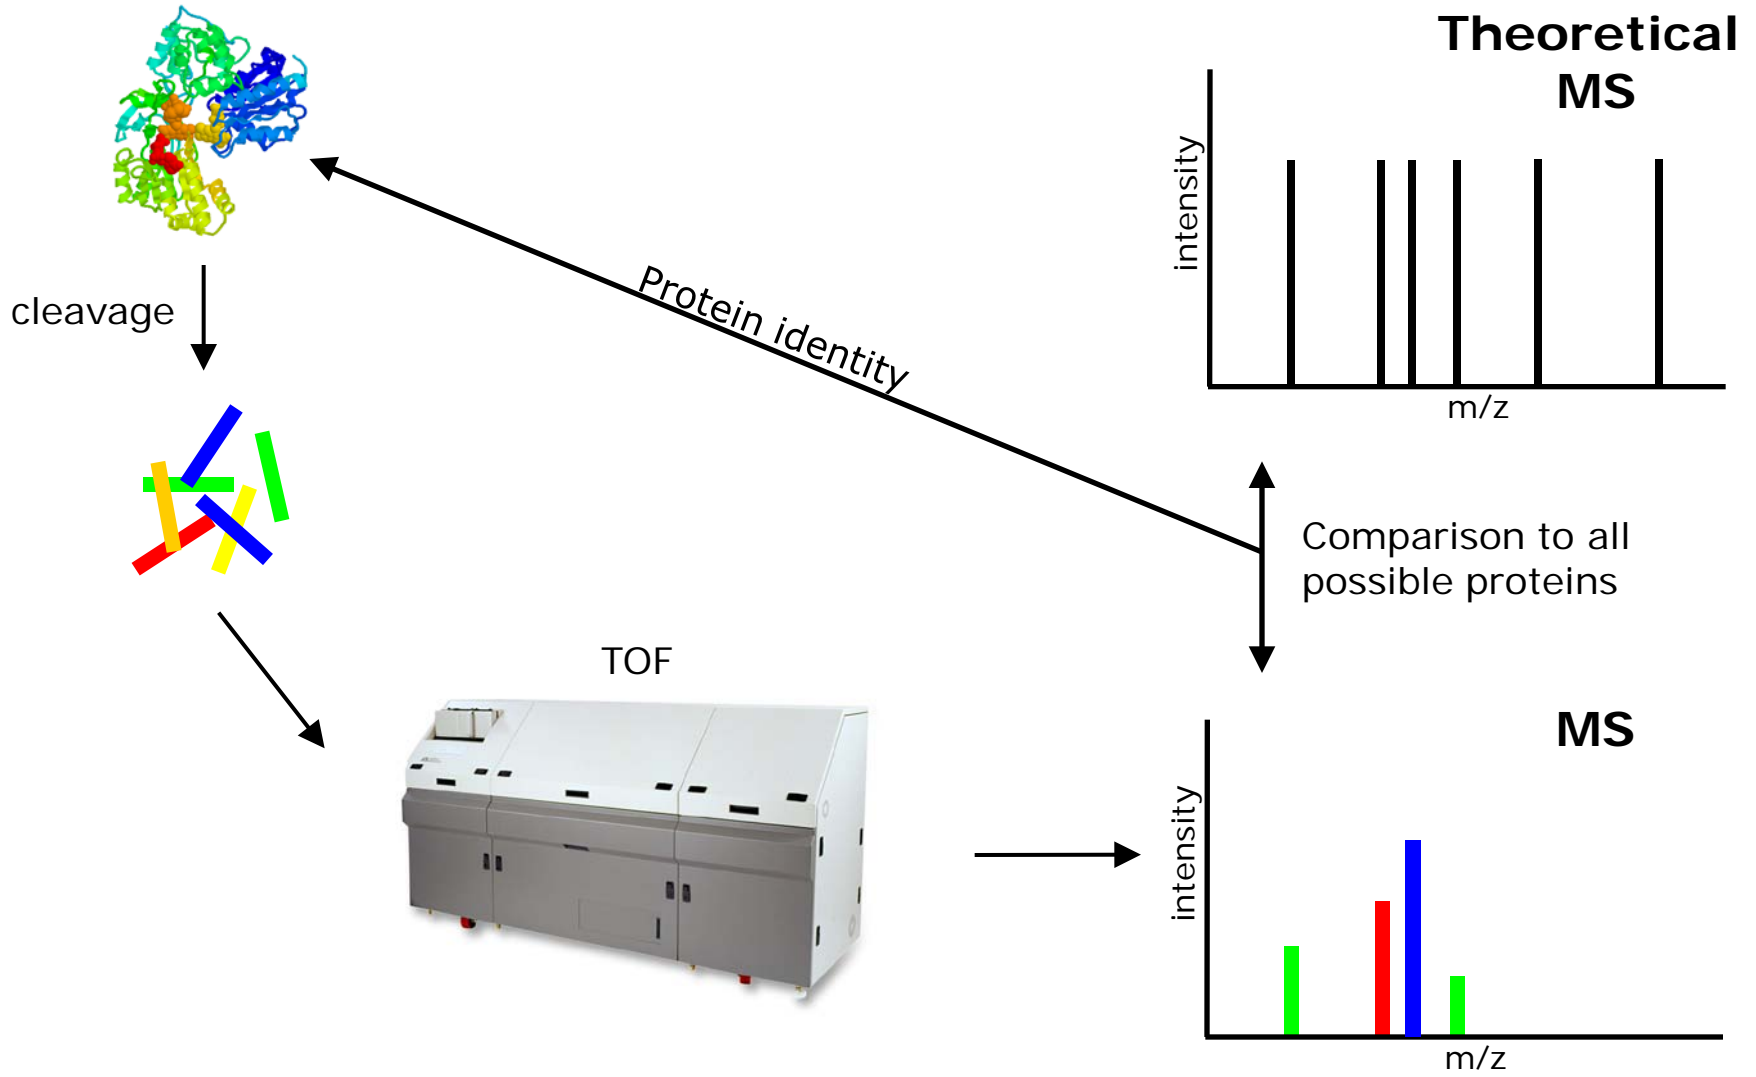 Theoretical
MS
intensity
m/z
cleavage
Protein identity
Comparison to all
possible proteins
TOF
MS
intensity
m/z